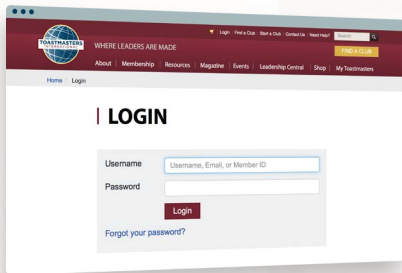 Login Find a Club Start a Club Contact Us Need Help? Search
TOASTMASTERS
INTERNATIONAL
WHERE LEADERS ARE MADE
FIND A CLUB
About Membership Resources Magazine Events Leadership Central Shop My Toastmasters
Home Login
LOGIN
Username Username, Email, or Member ID
Password
Login
Forgot your password?